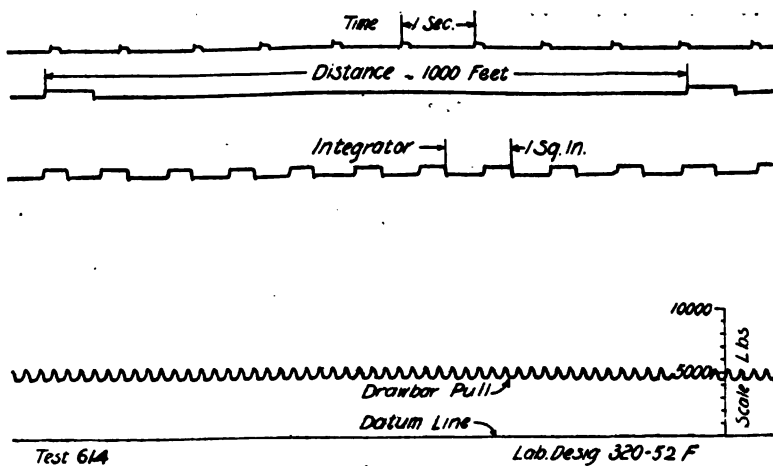 Time 1 Sec.
Distance ~ 1000 Feet
Integrator 1 Sq. In.
10000
5000
Scale Lbs
Drawbar Pull
Datum Line
Test 614
Lab. Desig 320-52 F